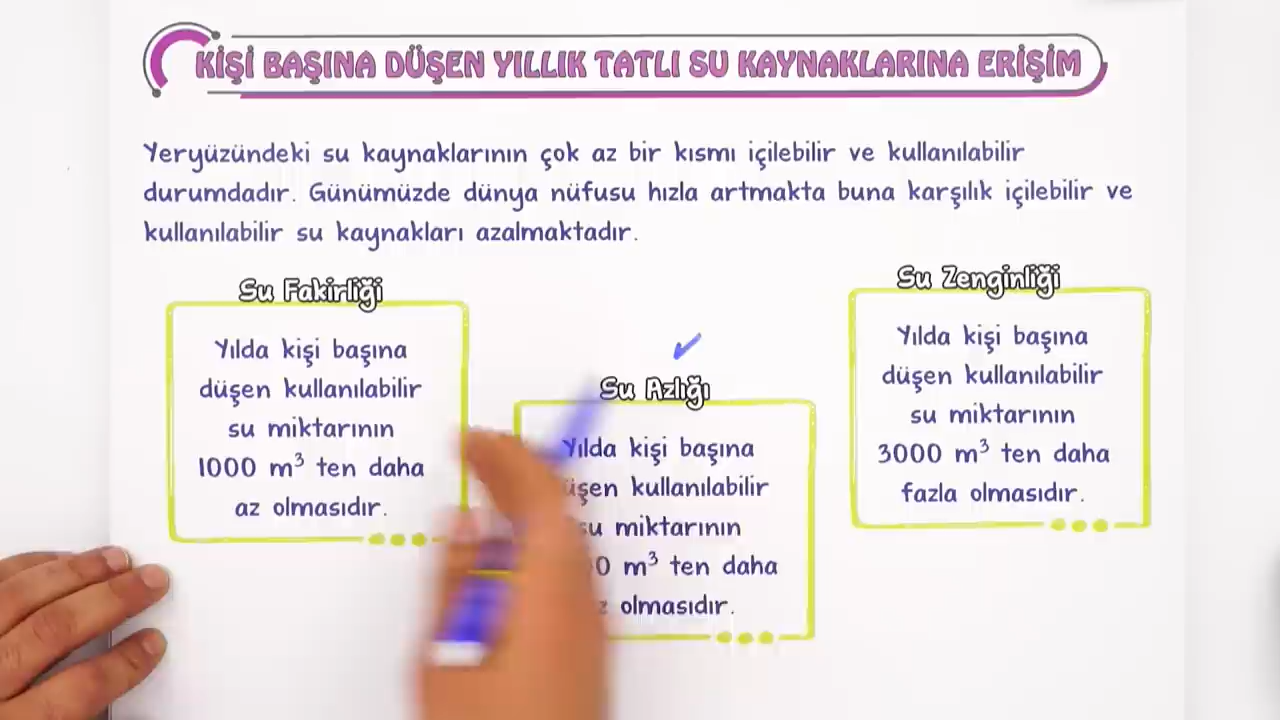 KİŞİ BAŞINA DÜŞEN YILLIK TATLI SU KAYNAKLARINA ERİŞİM
Yeryüzündeki su kaynaklarının çok az bir kısmı içilebilir ve kullanılabilir
durumdadır. Günümüzde dünya nüfusu hızla artmakta buna karşılık içilebilir ve
kullanılabilir su kaynakları azalmaktadır.
Su Fakirliği
Yılda kişi başına
düşen kullanılabilir
su miktarının
1000 m³ ten daha
az olmasıdır.
Su Azlığı
Yılda kişi başına
kullanılabilir
su miktarının
m³ ten daha
olmasıdır.
Su Zenginliği
Yılda kişi başına
düşen kullanılabilir
su miktarının
3000 m³ ten daha
fazla olmasıdır.